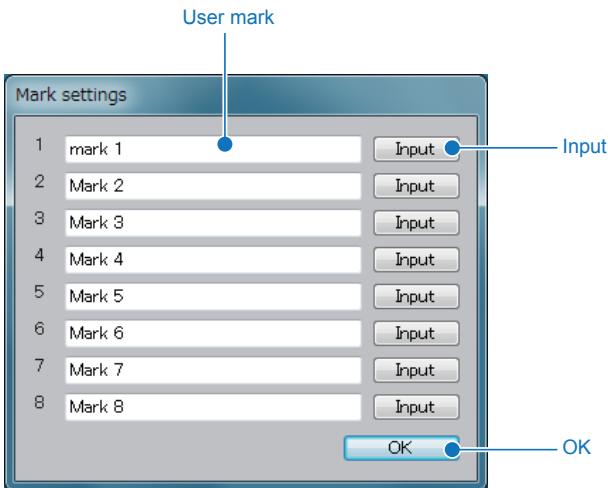 User mark
Mark settings
1 mark 1 Input Input
2 Mark 2 Input
3 Mark 3 Input
4 Mark 4 Input
5 Mark 5 Input
6 Mark 6 Input
7 Mark 7 Input
8 Mark 8 Input
OK OK